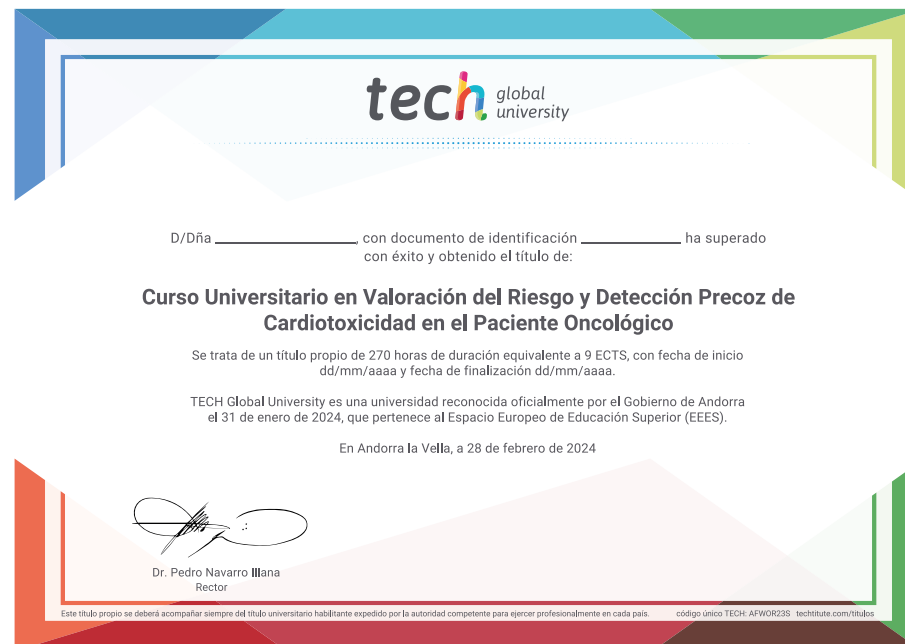 tech global university
D/Dña ____________________, con documento de identificación ______________ ha superado
con éxito y obtenido el título de:
Curso Universitario en Valoración del Riesgo y Detección Precoz de
Cardiotoxicidad en el Paciente Oncológico
Se trata de un título propio de 270 horas de duración equivalente a 9 ECTS, con fecha de inicio
dd/mm/aaaa y fecha de finalización dd/mm/aaaa.
TECH Global University es una universidad reconocida oficialmente por el Gobierno de Andorra
el 31 de enero de 2024, que pertenece al Espacio Europeo de Educación Superior (EEES).
En Andorra la Vella, a 28 de febrero de 2024
Dr. Pedro Navarro Illana
Rector
Este título propio se deberá acompañar siempre del título universitario habilitante expedido por la autoridad competente para ejercer profesionalmente en cada país. código único TECH: AFWOR23S techtitute.com/titulos